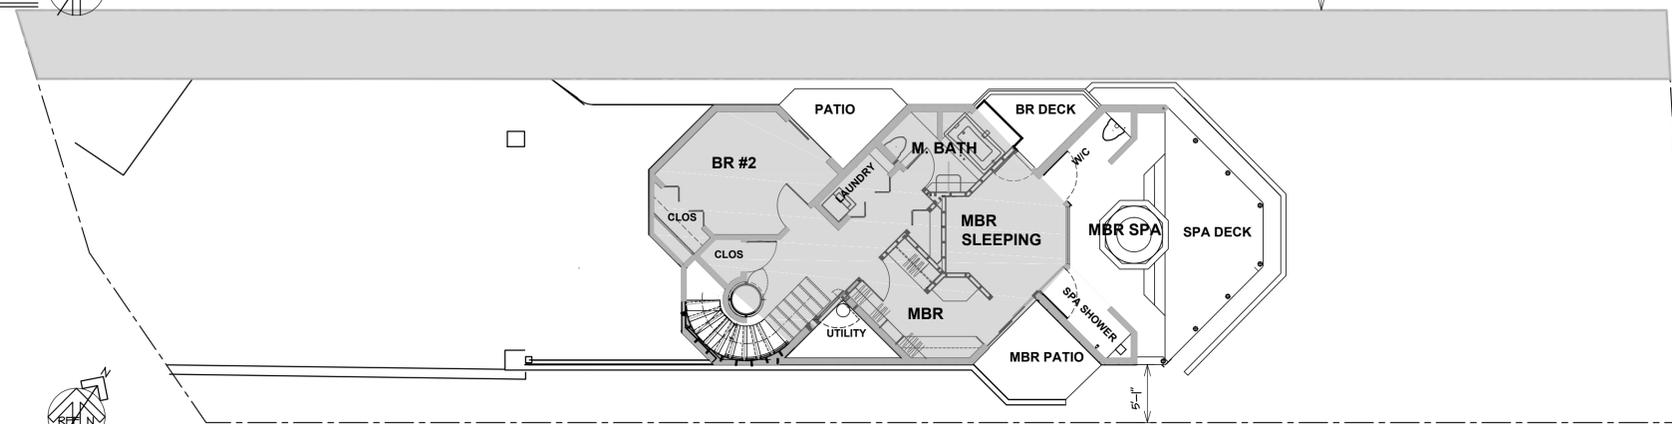 PATIO
BR DECK
M. BATH
W/C
BR #2
LAUNDRY
CLOS
MBR
SLEEPING
MBR SPA
SPA DECK
CLOS
SPA SHOWER
MBR
UTILITY
MBR PATIO
N
5'-1"
REF N